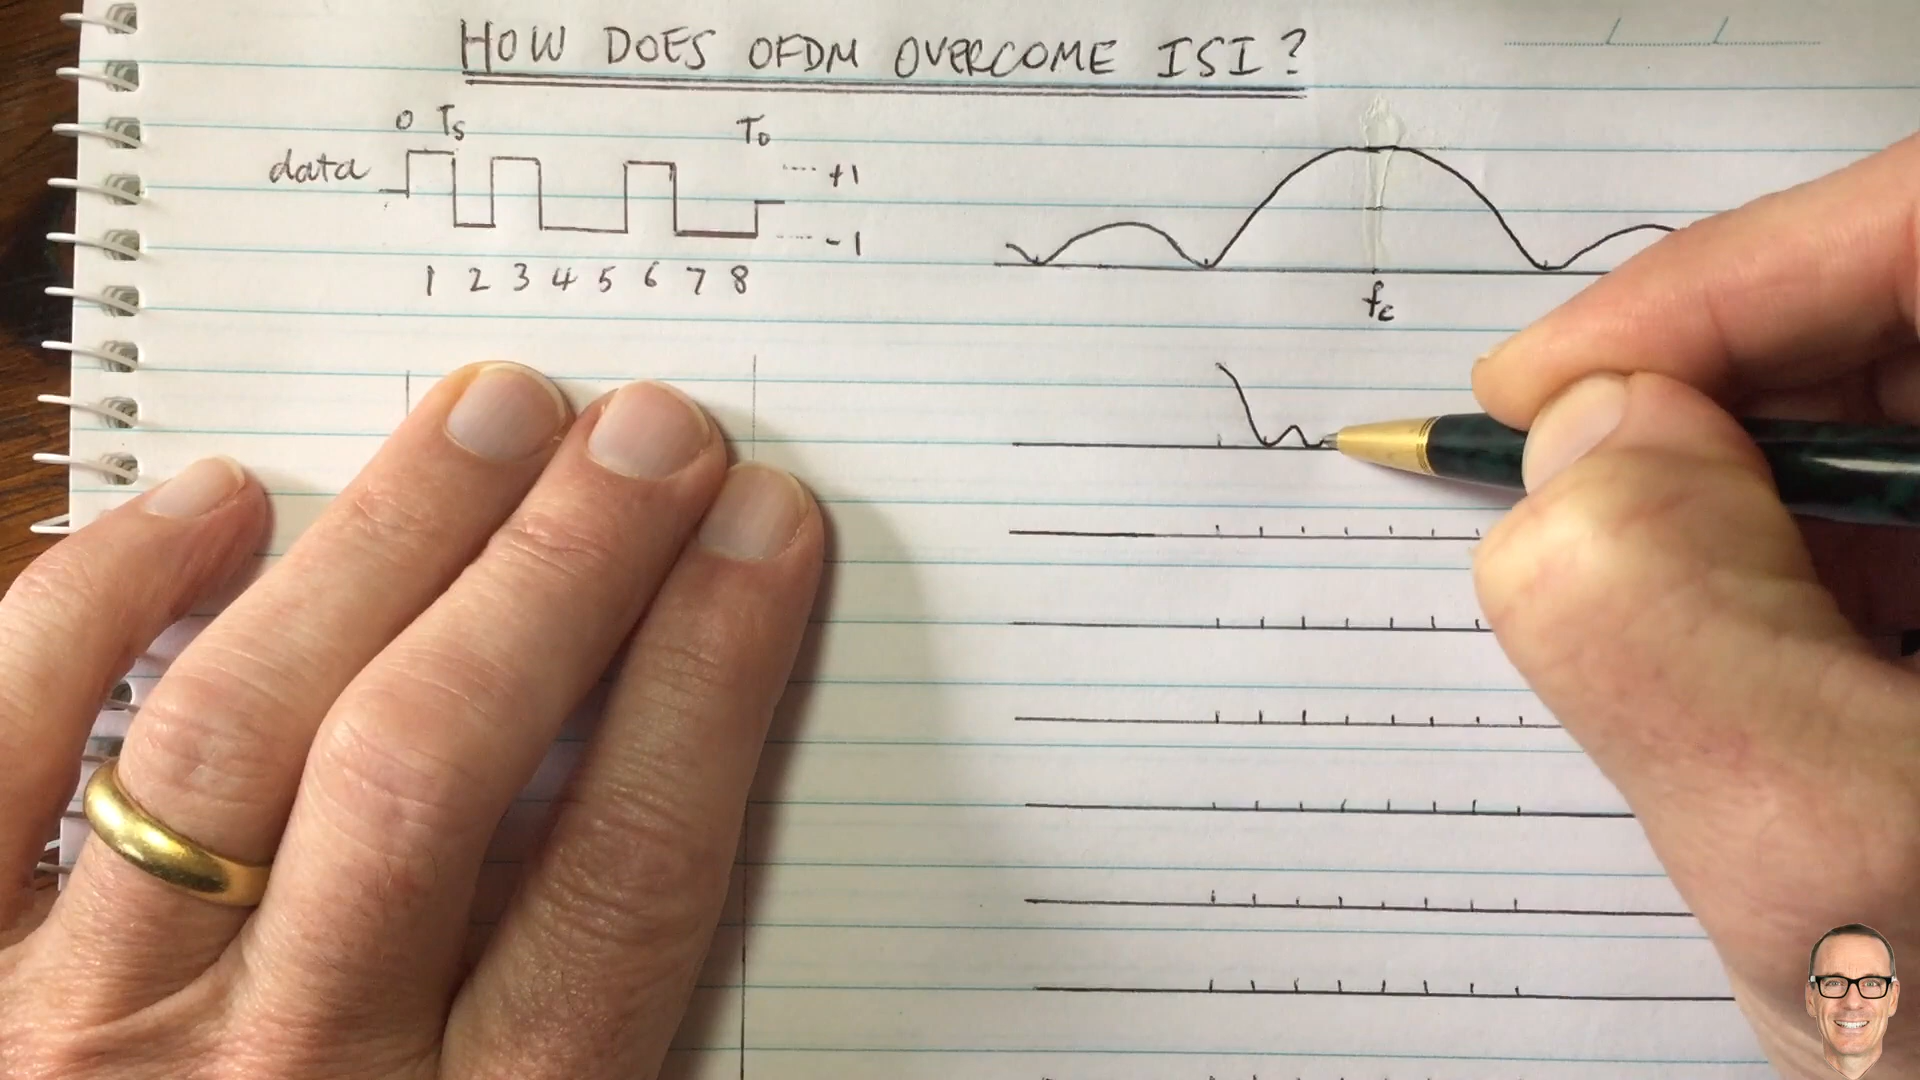 HOW DOES OFDM OVERCOME ISI?
0 Ts To
data +1
-1
1 2 3 4 5 6 7 8
fc